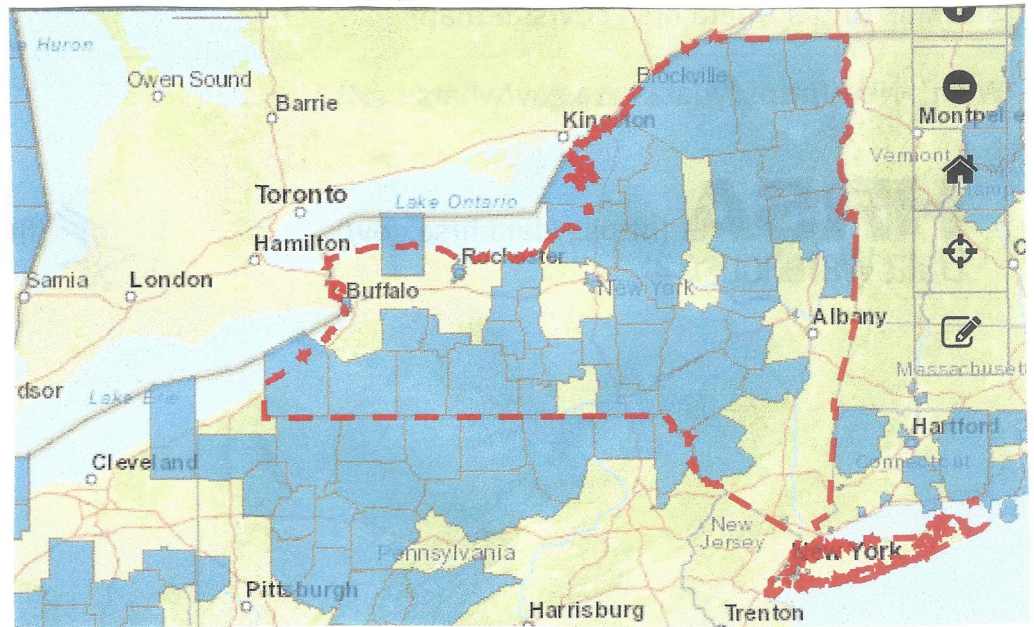 Huron
Owen Sound
Barrie
Brockville
Kingston
Montpelier
Vermont
Toronto
Lake Ontario
Hamilton
Rochester
Sarnia
London
Buffalo
New York
Albany
dsor
Lake Erie
Massachuset
Hartford
Connecticut
Cleveland
New
Jersey
New York
Pennsylvania
Pittsburgh
Harrisburg
Trenton